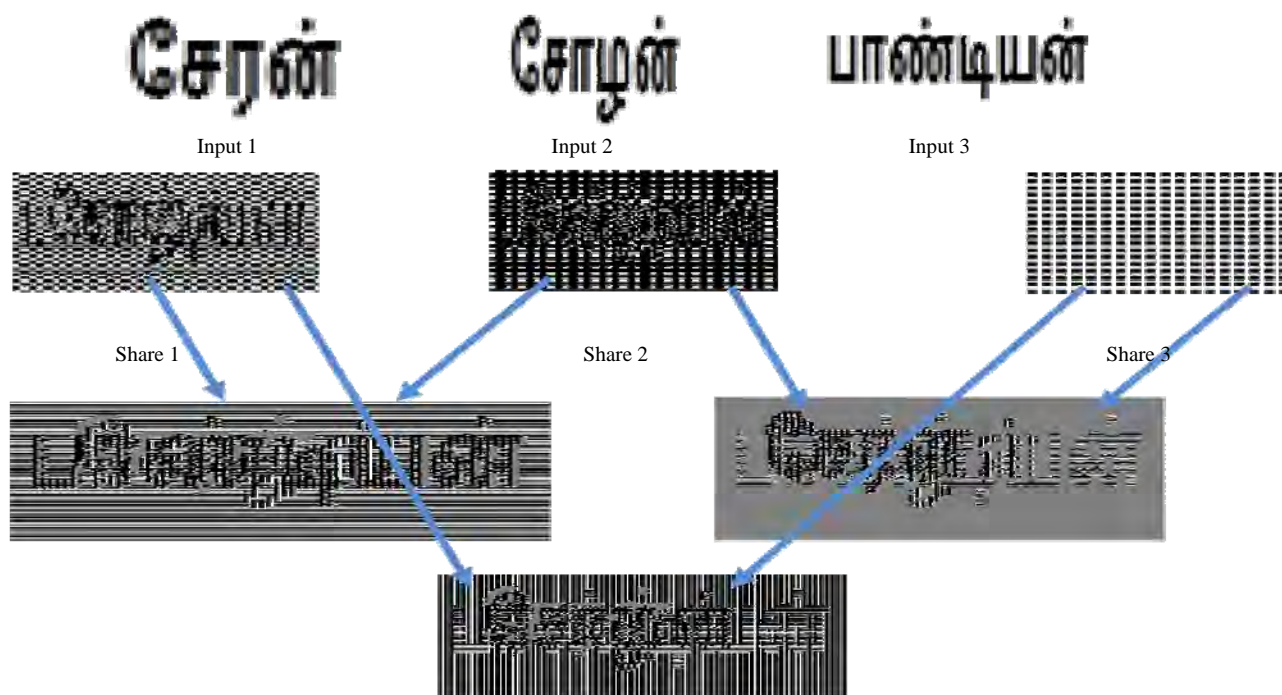 சேரன் சோழன் பாண்டியன்
Input 1 Input 2 Input 3
Share 1 Share 2 Share 3